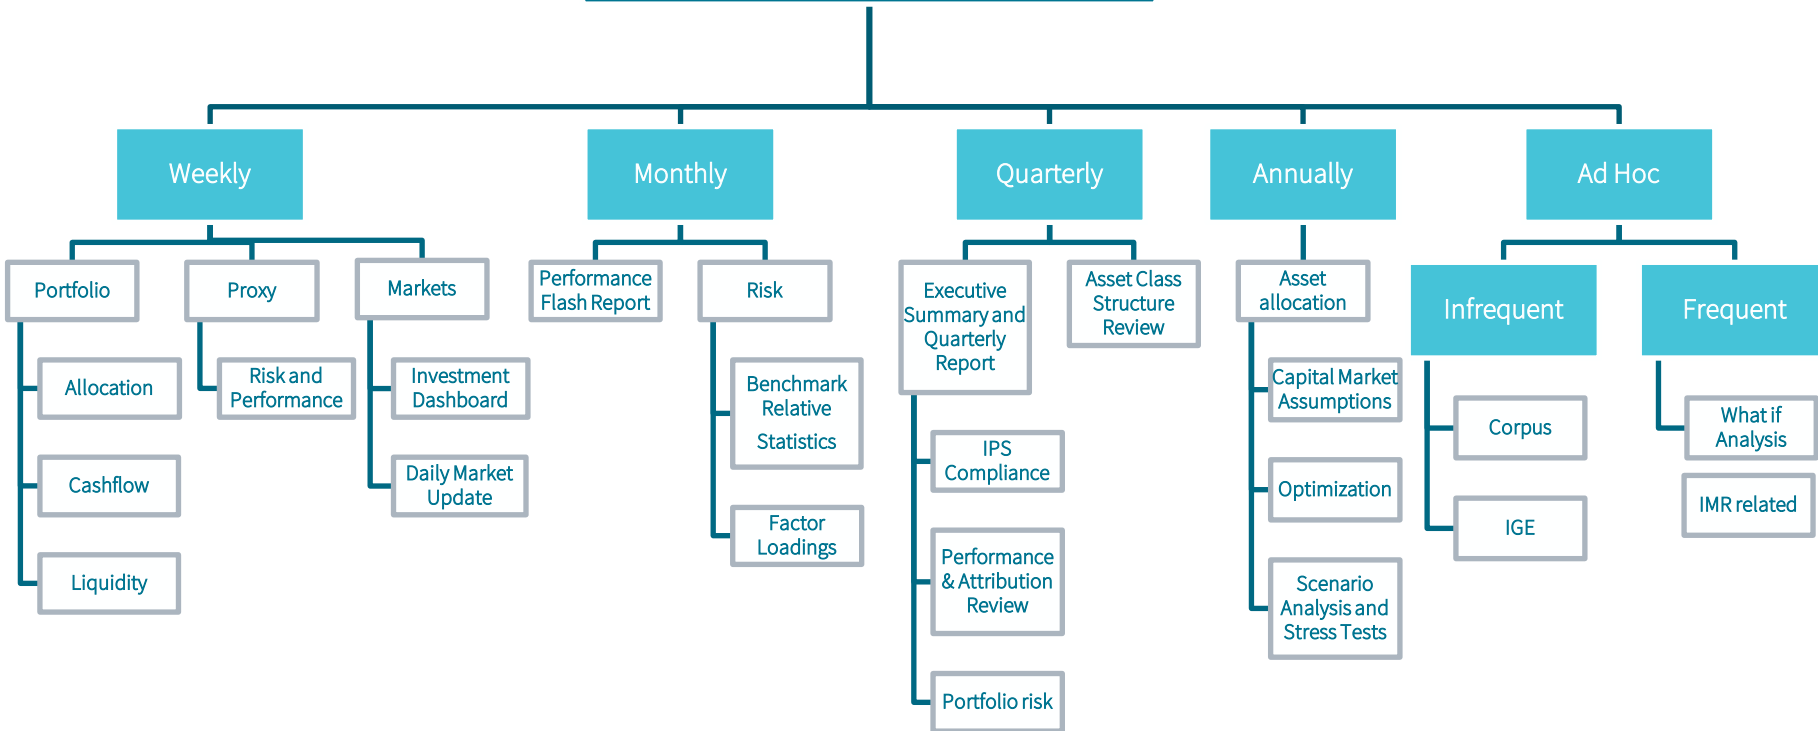 Weekly
Monthly
Quarterly
Annually
Ad Hoc
Portfolio
Proxy
Markets
Performance
Flash Report
Risk
Executive
Summary and
Quarterly
Report
Asset Class
Structure
Review
Asset
allocation
Infrequent
Frequent
Allocation
Cashflow
Liquidity
Risk and
Performance
Investment
Dashboard
Daily Market
Update
Benchmark
Relative
Statistics
Factor
Loadings
IPS
Compliance
Performance
& Attribution
Review
Portfolio risk
Capital Market
Assumptions
Optimization
Scenario
Analysis and
Stress Tests
Corpus
IGE
What if
Analysis
IMR related